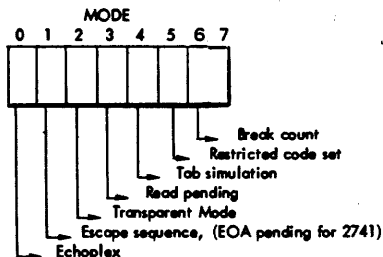 MODE
0 1 2 3 4 5 6 7
Break count
Restricted code set
Tab simulation
Read pending
Transparent Mode
Escape sequence, (EOA pending for 2741)
Echoplex